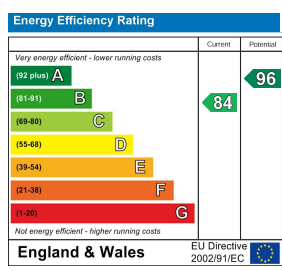 Energy Efficiency Rating
Current Potential
Very energy efficient - lower running costs
(92 plus) A
96
(81-91) B
84
(69-80) C
(55-68) D
(39-54) E
(21-38) F
(1-20) G
Not energy efficient - higher running costs
England & Wales
EU Directive
2002/91/EC